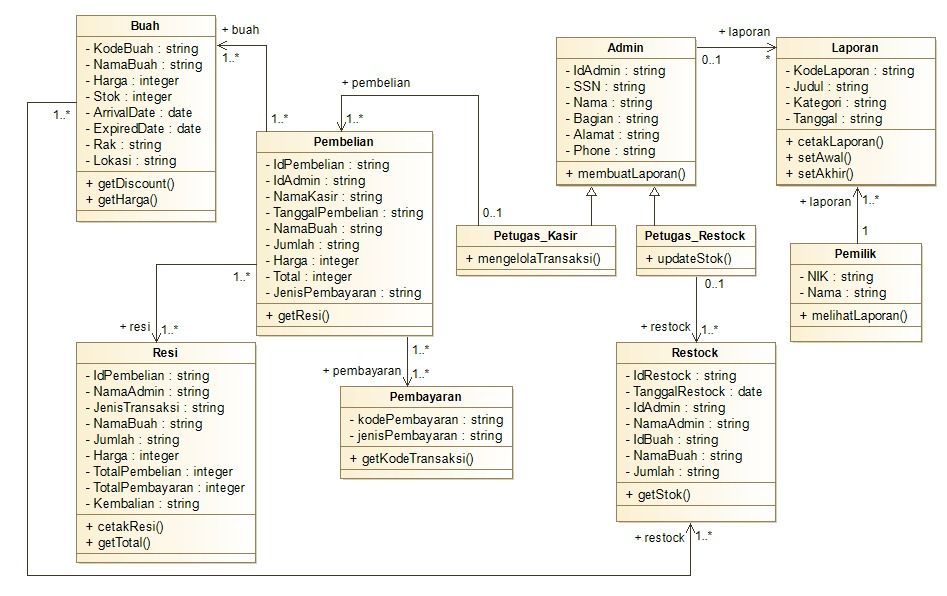 Buah
- KodeBuah : string
- NamaBuah : string
- Harga : integer
- Stok : integer
- ArrivalDate : date
- ExpiredDate : date
- Rak : string
- Lokasi : string
+ getDiscount()
+ getHarga()
+ buah
1..*
1..*
1..*
+ pembelian
1..*
Pembelian
- IdPembelian : string
- IdAdmin : string
- NamaKasir : string
- TanggalPembelian : string
- NamaBuah : string
- Jumlah : string
- Harga : integer
- Total : integer
- JenisPembayaran : string
+ getResi()
1..*
+ resi
1..*
Resi
- IdPembelian : string
- NamaAdmin : string
- JenisTransaksi : string
- NamaBuah : string
- Jumlah : string
- Harga : integer
- TotalPembelian : integer
- TotalPembayaran : integer
- Kembalian : string
+ cetakResi()
+ getTotal()
1..*
+ pembayaran
1..*
Pembayaran
- kodePembayaran : string
- jenisPembayaran : string
+ getKodeTransaksi()
Admin
- IdAdmin : string
- SSN : string
- Nama : string
- Bagian : string
- Alamat : string
- Phone : string
+ membuatLaporan()
+ laporan
0..1
*
Laporan
- KodeLaporan : string
- Judul : string
- Kategori : string
- Tanggal : string
+ cetakLaporan()
+ setAwal()
+ setAkhir()
0..1
Petugas_Kasir
+ mengelolaTransaksi()
Petugas_Restock
+ updateStok()
0..1
+ laporan
1..*
1
Pemilik
- NIK : string
- Nama : string
+ melihatLaporan()
+ restock
1..*
Restock
- IdRestock : string
- TanggalRestock : date
- IdAdmin : string
- NamaAdmin : string
- IdBuah : string
- NamaBuah : string
- Jumlah : string
+ getStok()
+ restock
1..*